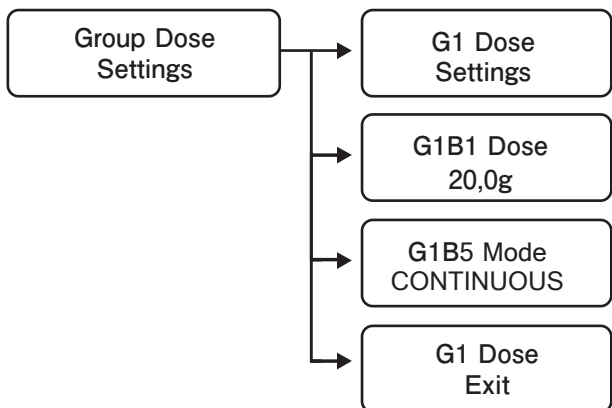 Group Dose
Settings
G1 Dose
Settings
G1B1 Dose
20,0g
G1B5 Mode
CONTINUOUS
G1 Dose
Exit